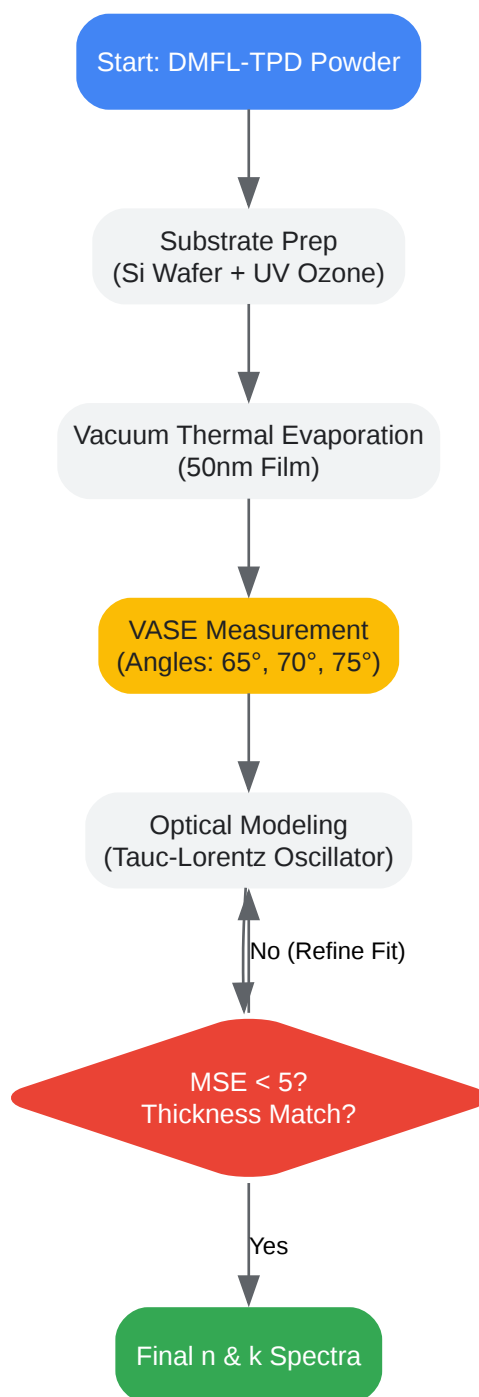 Start: DMFL-TPD Powder
Substrate Prep
(Si Wafer + UV Ozone)
Vacuum Thermal Evaporation
(50nm Film)
VASE Measurement
(Angles: 65°, 70°, 75°)
Optical Modeling
(Tauc-Lorentz Oscillator)
No (Refine Fit)
MSE < 5?
Thickness Match?
Yes
Final n & k Spectra